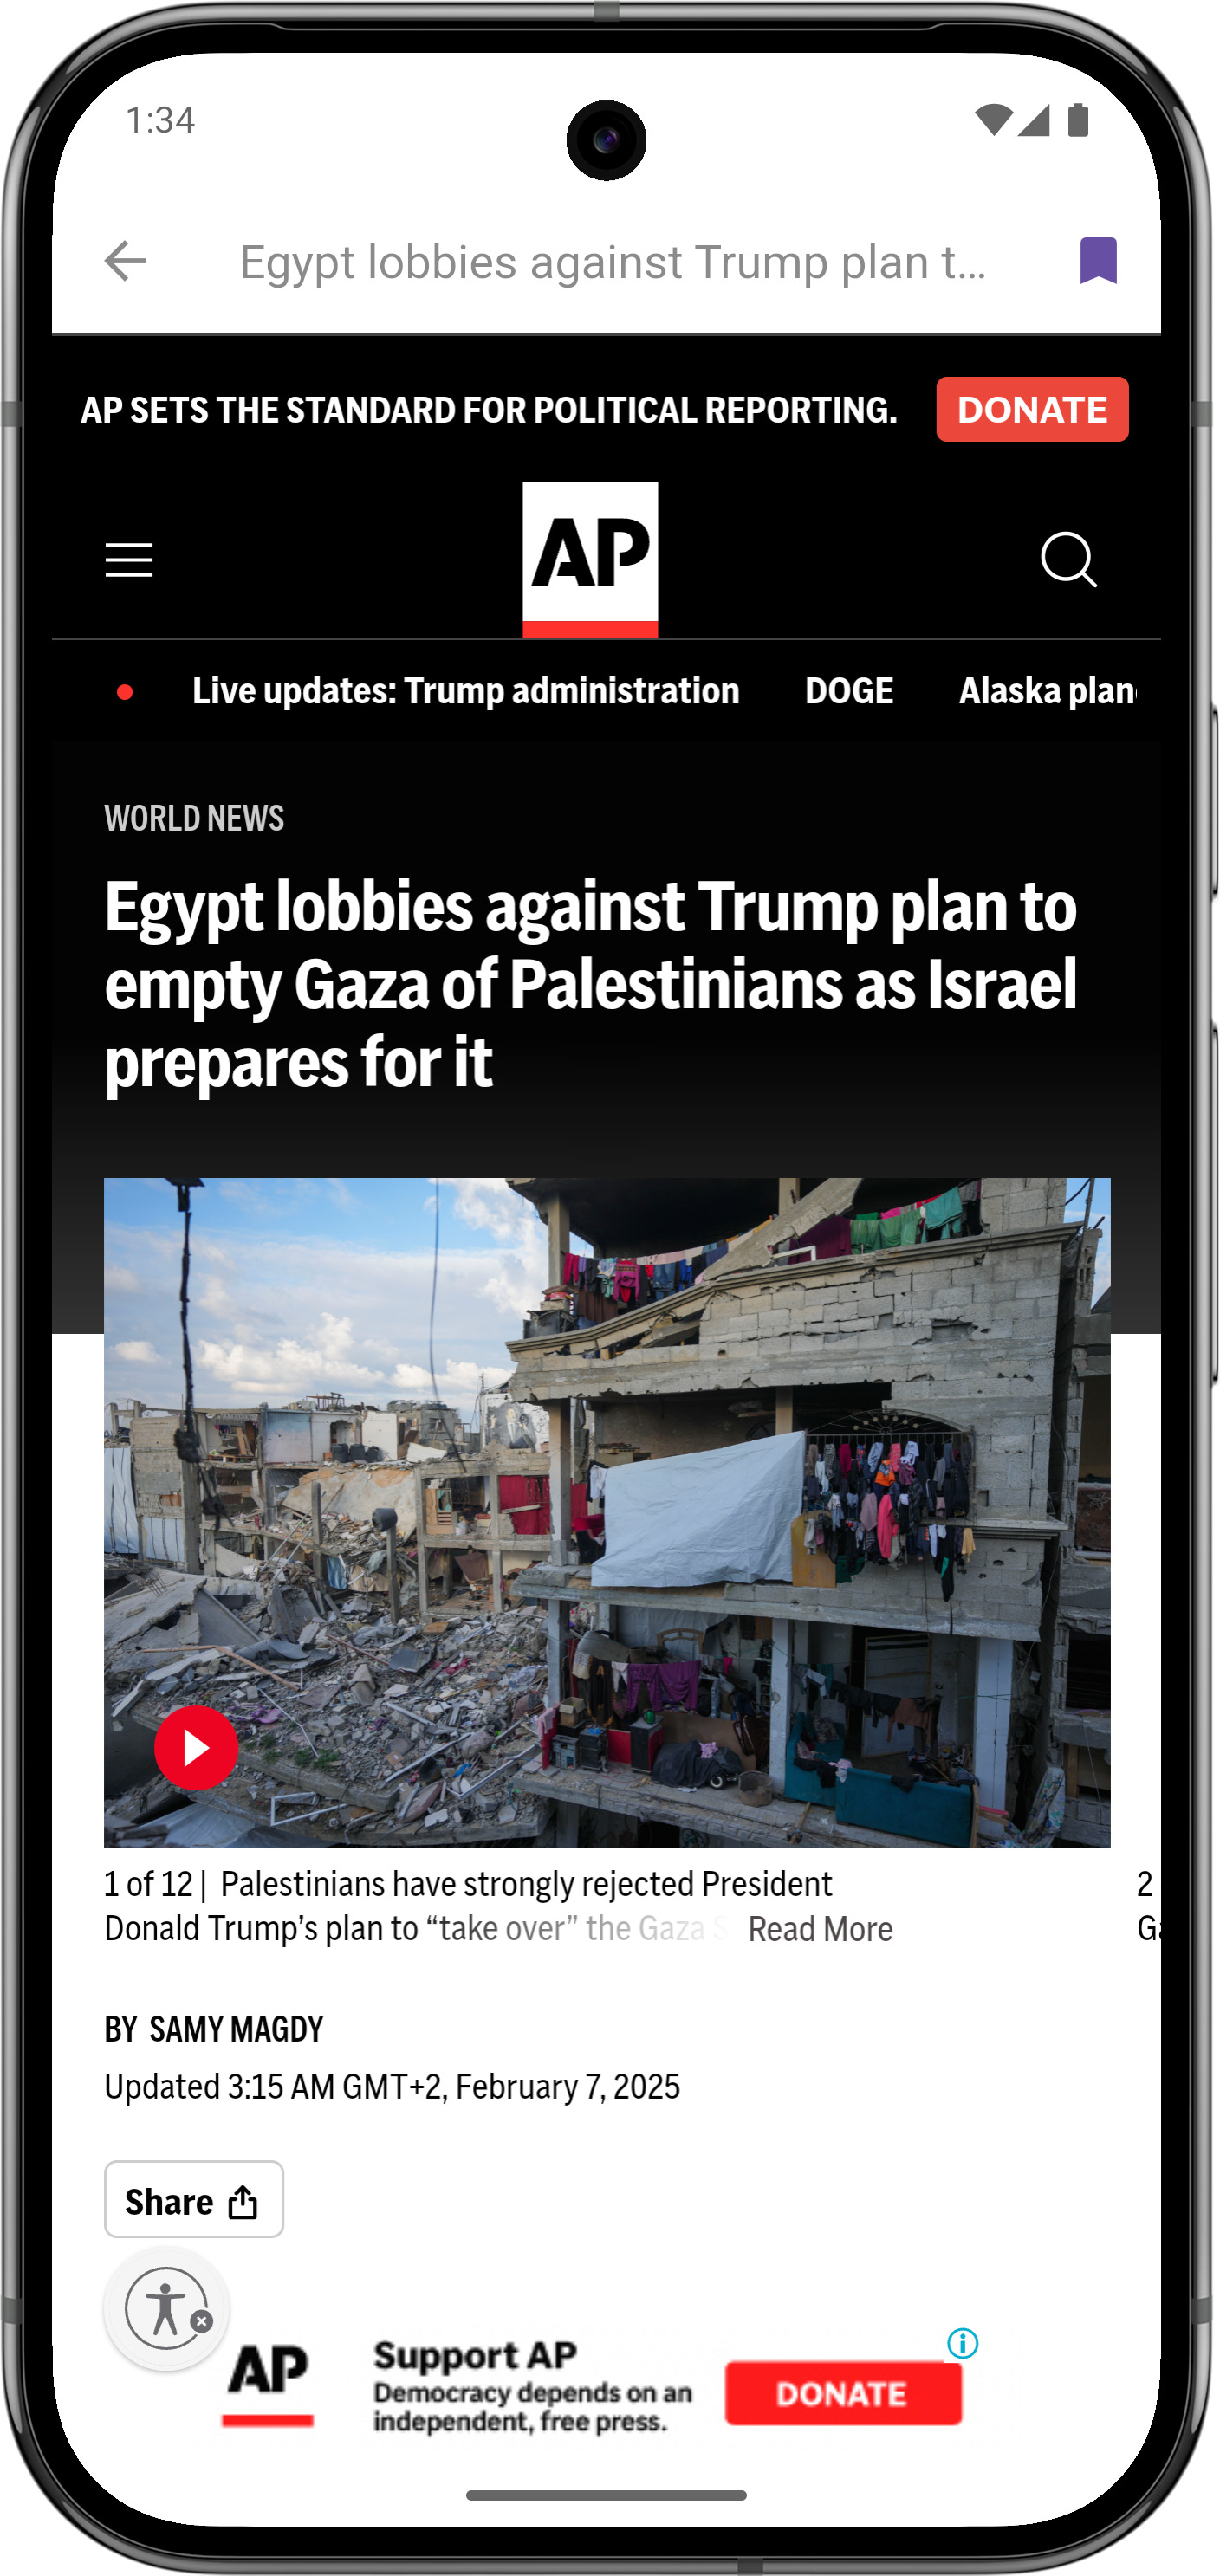 1:34
Egypt lobbies against Trump plan t...
AP SETS THE STANDARD FOR POLITICAL REPORTING.
DONATE
AP
Live updates: Trump administration
DOGE
Alaska plan
WORLD NEWS
Egypt lobbies against Trump plan to
empty Gaza of Palestinians as Israel
prepares for it
1 of 12 | Palestinians have strongly rejected President
Donald Trump’s plan to “take over” the Gaza S
Read More
2
Ga
BY SAMY MAGDY
Updated 3:15 AM GMT+2, February 7, 2025
Share
AP
Support AP
Democracy depends on an
independent, free press.
DONATE